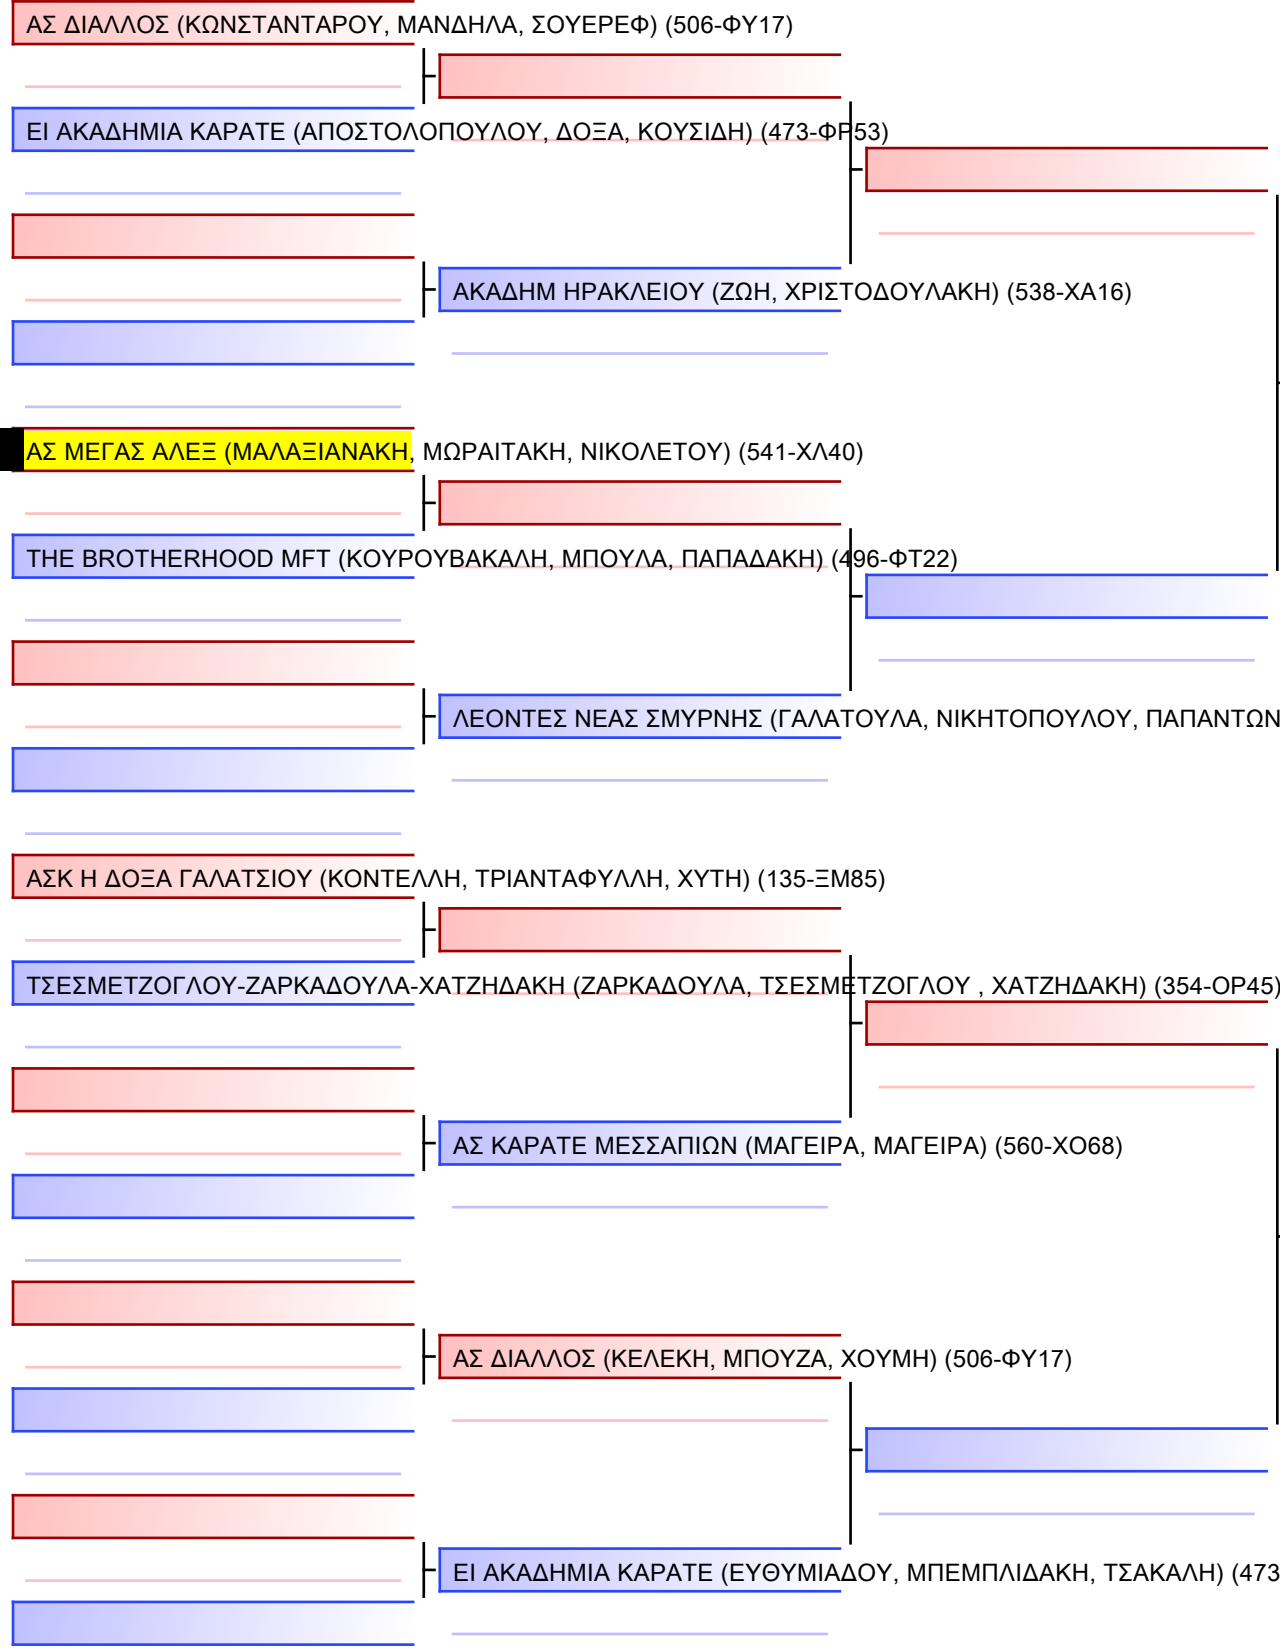 ΑΣ ΔΙΑΛΛΟΣ (ΚΩΝΣΤΑΝΤΑΡΟΥ, ΜΑΝΔΗΛΑ, ΣΟΥΕΡΕΦ) (506-ΦΥ17)
ΕΙ ΑΚΑΔΗΜΙΑ ΚΑΡΑΤΕ (ΑΠΟΣΤΟΛΟΠΟΥΛΟΥ, ΔΟΞΑ, ΚΟΥΣΙΔΗ) (473-ΦΡ53)
ΑΚΑΔΗΜ ΗΡΑΚΛΕΙΟΥ (ΖΩΗ, ΧΡΙΣΤΟΔΟΥΛΑΚΗ) (538-ΧΑ16)
ΑΣ ΜΕΓΑΣ ΑΛΕΞ (ΜΑΛΑΞΙΑΝΑΚΗ, ΜΩΡΑΙΤΑΚΗ, ΝΙΚΟΛΕΤΟΥ) (541-ΧΛ40)
THE BROTHERHOOD MFT (ΚΟΥΡΟΥΒΑΚΑΛΗ, ΜΠΟΥΛΑ, ΠΑΠΑΔΑΚΗ) (496-ΦΤ22)
ΛΕΟΝΤΕΣ ΝΕΑΣ ΣΜΥΡΝΗΣ (ΓΑΛΑΤΟΥΛΑ, ΝΙΚΗΤΟΠΟΥΛΟΥ, ΠΑΠΑΝΤΩΝ
ΑΣΚ Η ΔΟΞΑ ΓΑΛΑΤΣΙΟΥ (ΚΟΝΤΕΛΛΗ, ΤΡΙΑΝΤΑΦΥΛΛΗ, ΧΥΤΗ) (135-ΞΜ85)
ΤΣΕΣΜΕΤΖΟΓΛΟΥ-ΖΑΡΚΑΔΟΥΛΑ-ΧΑΤΖΗΔΑΚΗ (ΖΑΡΚΑΔΟΥΛΑ, ΤΣΕΣΜΕΤΖΟΓΛΟΥ , ΧΑΤΖΗΔΑΚΗ) (354-ΟΡ45)
ΑΣ ΚΑΡΑΤΕ ΜΕΣΣΑΠΙΩΝ (ΜΑΓΕΙΡΑ, ΜΑΓΕΙΡΑ) (560-ΧΟ68)
ΑΣ ΔΙΑΛΛΟΣ (ΚΕΛΕΚΗ, ΜΠΟΥΖΑ, ΧΟΥΜΗ) (506-ΦΥ17)
ΕΙ ΑΚΑΔΗΜΙΑ ΚΑΡΑΤΕ (ΕΥΘΥΜΙΑΔΟΥ, ΜΠΕΜΠΛΙΔΑΚΗ, ΤΣΑΚΑΛΗ) (473